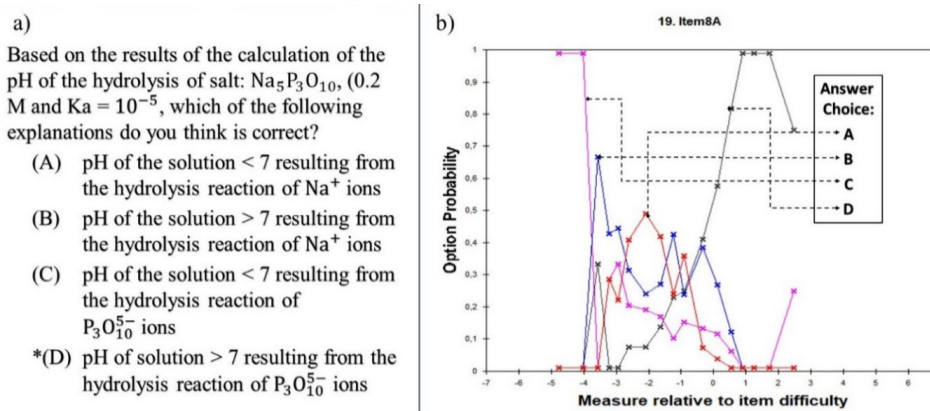 a)
Based on the results of the calculation of the
pH of the hydrolysis of salt: Na₅P₃O₁₀, (0.2
M and Ka = 10⁻⁵, which of the following
explanations do you think is correct?
(A) pH of the solution < 7 resulting from
the hydrolysis reaction of Na⁺ ions
(B) pH of the solution > 7 resulting from
the hydrolysis reaction of Na⁺ ions
(C) pH of the solution < 7 resulting from
the hydrolysis reaction of
P₃O₁₀⁵⁻ ions
*(D) pH of solution > 7 resulting from the
hydrolysis reaction of P₃O₁₀⁵⁻ ions
b)
19. Item8A
Option Probability
1
0,9
0,8
0,7
0,6
0,5
0,4
0,3
0,2
0,1
0
Answer
Choice:
A
B
C
D
-7 -6 -5 -4 -3 -2 -1 0 1 2 3 4 5 6
Measure relative to item difficulty